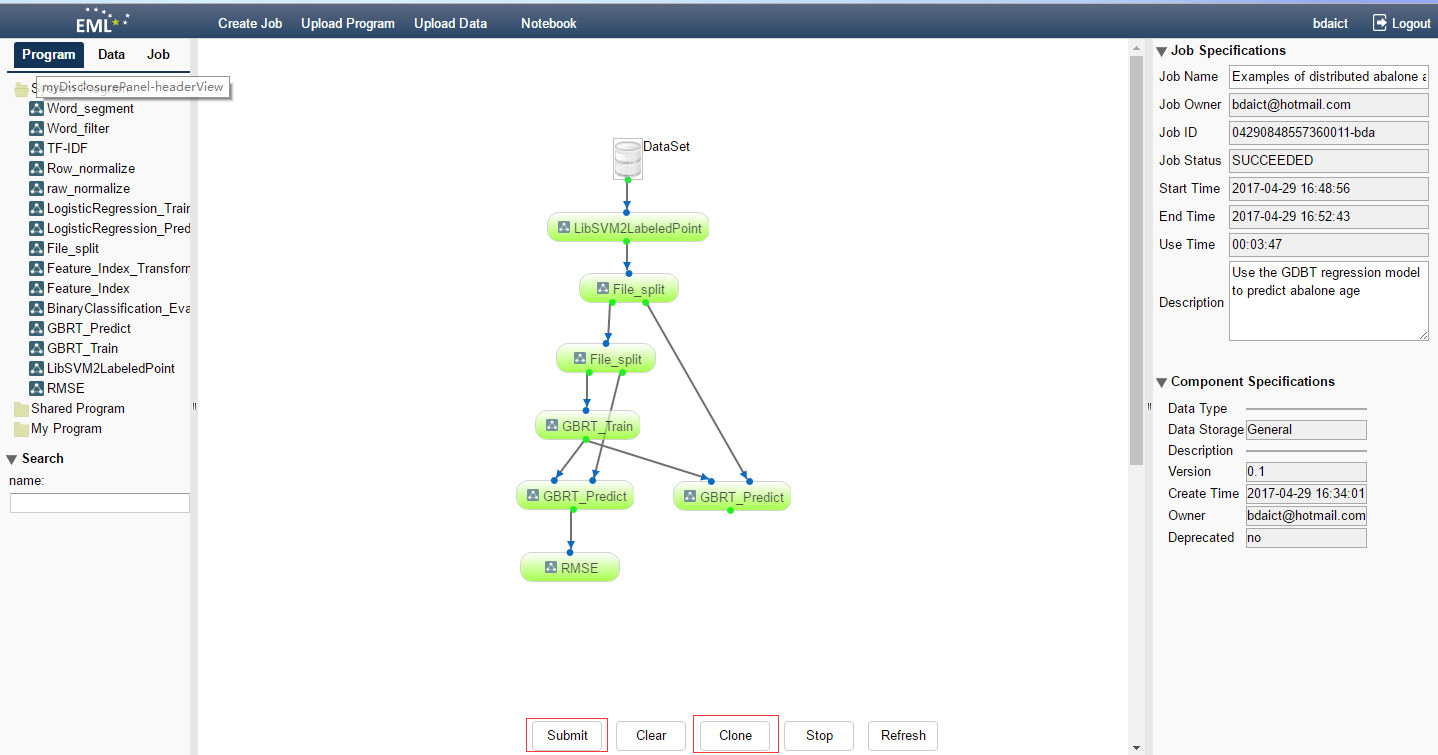 EML
Create Job
Upload Program
Upload Data
Notebook
bdaict
Logout
Program
Data
Job
myDisclosurePanel-headerView
Word_segment
Word_filter
TF-IDF
Row_normalize
raw_normalize
LogisticRegression_Train
LogisticRegression_Pred
File_split
Feature_Index_Transforn
Feature_Index
BinaryClassification_Eva
GBRT_Predict
GBRT_Train
LibSVM2LabeledPoint
RMSE
Shared Program
My Program
Search
name:
DataSet
LibSVM2LabeledPoint
File_split
File_split
GBRT_Train
GBRT_Predict
GBRT_Predict
RMSE
Submit
Clear
Clone
Stop
Refresh
Job Specifications
Job Name
Examples of distributed abalone a
Job Owner
bdaict@hotmail.com
Job ID
04290848557360011-bda
Job Status
SUCCEEDED
Start Time
2017-04-29 16:48:56
End Time
2017-04-29 16:52:43
Use Time
00:03:47
Description
Use the GDBT regression model
to predict abalone age
Component Specifications
Data Type
Data Storage
General
Description
Version
0.1
Create Time
2017-04-29 16:34:01
Owner
bdaict@hotmail.com
Deprecated
no